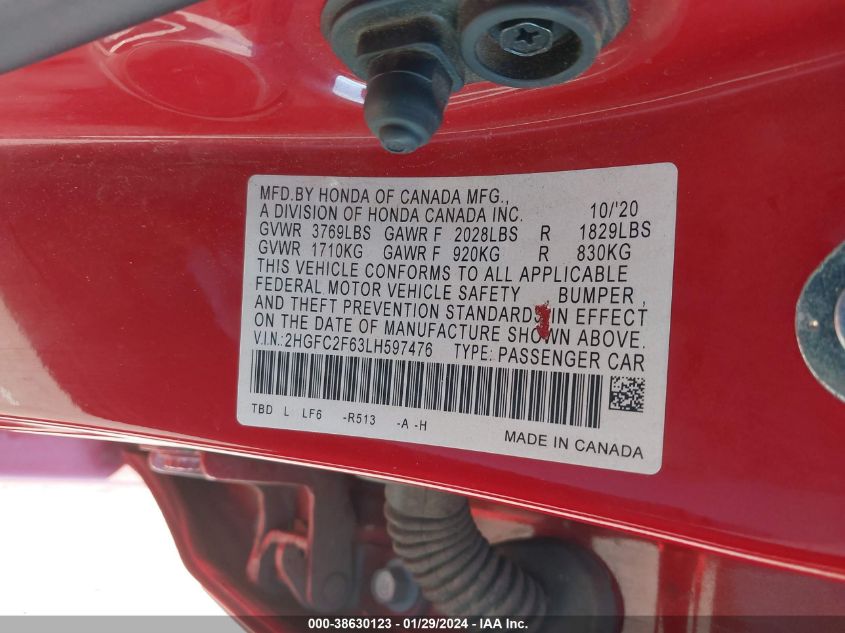 MFD.BY HONDA OF CANADA MFG.,
A DIVISION OF HONDA CANADA INC. 10/'20
GVWR 3769LBS GAWR F 2028LBS R 1829LBS
GVWR 1710KG GAWR F 920KG R 830KG
THIS VEHICLE CONFORMS TO ALL APPLICABLE
FEDERAL MOTOR VEHICLE SAFETY BUMPER,
AND THEFT PREVENTION STANDARDS IN EFFECT
ON THE DATE OF MANUFACTURE SHOWN ABOVE.
V.I.N.:2HGFC2F63LH597476 TYPE: PASSENGER CAR
TBD L LF6 -R513 -A -H
MADE IN CANADA
000-38630123 - 01/29/2024 - IAA Inc.